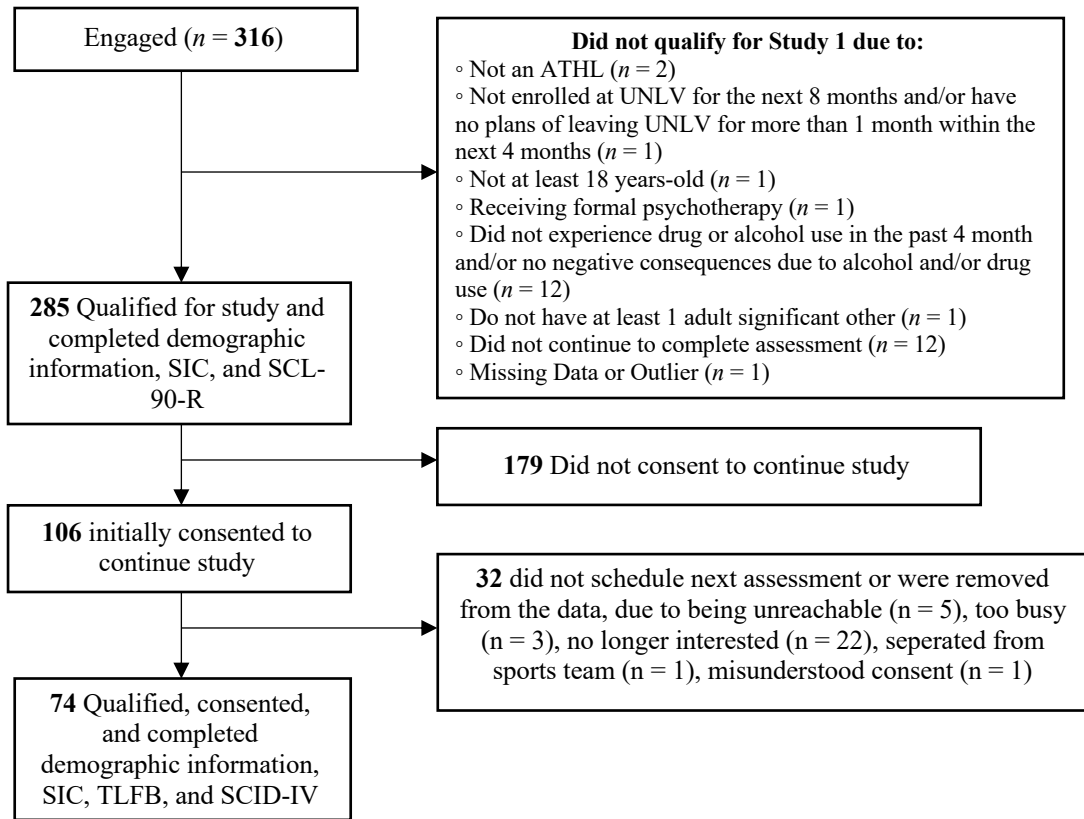 Engaged (n = 316)
Did not qualify for Study 1 due to:
◦ Not an ATHL (n = 2)
◦ Not enrolled at UNLV for the next 8 months and/or have
no plans of leaving UNLV for more than 1 month within the
next 4 months (n = 1)
◦ Not at least 18 years-old (n = 1)
◦ Receiving formal psychotherapy (n = 1)
◦ Did not experience drug or alcohol use in the past 4 month
and/or no negative consequences due to alcohol and/or drug
use (n = 12)
◦ Do not have at least 1 adult significant other (n = 1)
◦ Did not continue to complete assessment (n = 12)
◦ Missing Data or Outlier (n = 1)
285 Qualified for study and
completed demographic
information, SIC, and SCL-
90-R
179 Did not consent to continue study
106 initially consented to
continue study
32 did not schedule next assessment or were removed
from the data, due to being unreachable (n = 5), too busy
(n = 3), no longer interested (n = 22), seperated from
sports team (n = 1), misunderstood consent (n = 1)
74 Qualified, consented,
and completed
demographic information,
SIC, TLFB, and SCID-IV